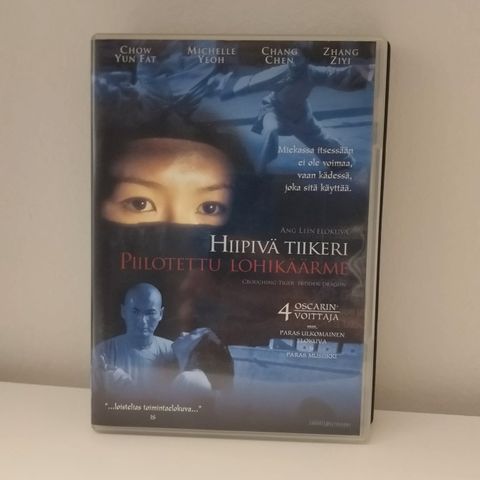 CHOW YUN FAT
MICHELLE YEOH
CHANG CHEN
ZHANG ZIYI
Miekassa itsessään
ei ole voimaa,
vaan kädessä,
joka sitä käyttää.
ANG LEEN ELOKUVA
HIIPIVÄ TIIKERI
PIILOTETTU LOHIKÄÄRME
CROUCHING TIGER HIDDEN DRAGON
4 OSCARIN-
VOITTAJA
PARAS ULKOMAINEN
ELOKUVA
PARAS MUSIIKKI
"...loistelias toimintaelokuva..."
IS